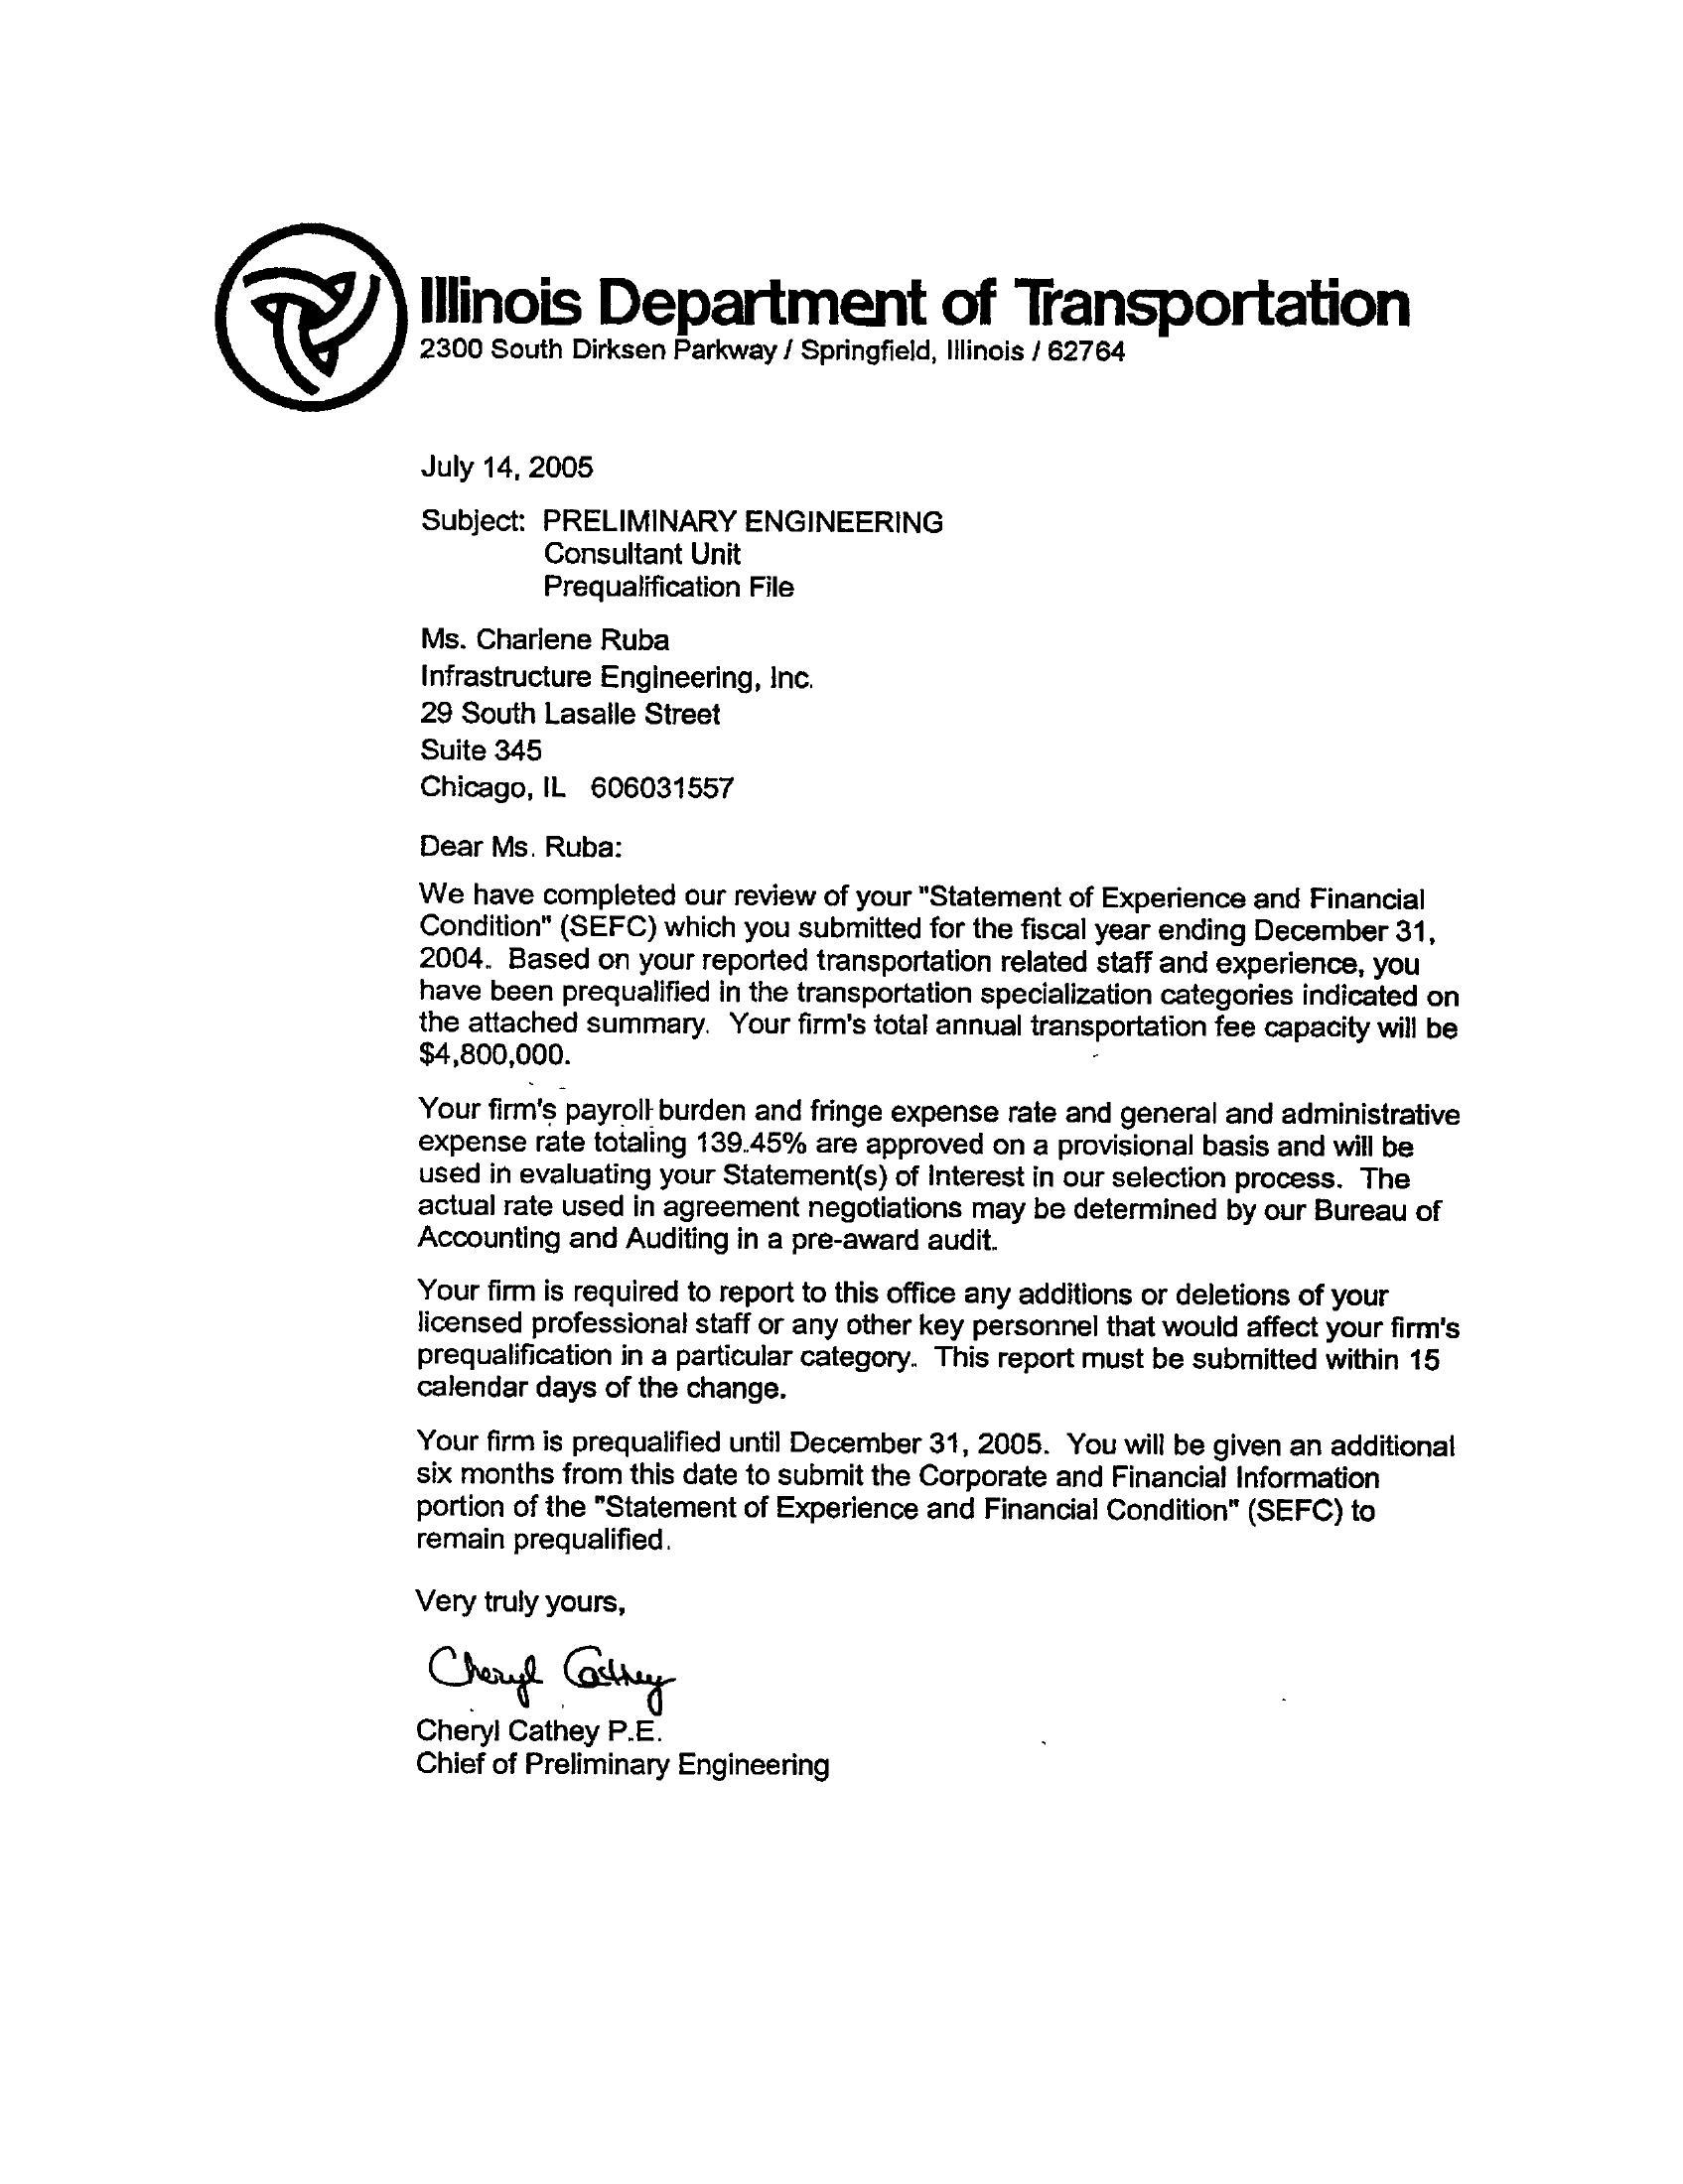 Illinois Department of Transportation
2300 South Dirksen Parkway / Springfield, Illinois / 62764
July 14, 2005
Subject: PRELIMINARY ENGINEERING
Consultant Unit
Prequalification File
Ms. Charlene Ruba
Infrastructure Engineering, Inc.
29 South Lasalle Street
Suite 345
Chicago, IL 606031557
Dear Ms. Ruba:
We have completed our review of your "Statement of Experience and Financial
Condition" (SEFC) which you submitted for the fiscal year ending December 31,
2004. Based on your reported transportation related staff and experience, you
have been prequalified in the transportation specialization categories indicated on
the attached summary. Your firm's total annual transportation fee capacity will be
$4,800,000.
Your firm's payroll burden and fringe expense rate and general and administrative
expense rate totaling 139.45% are approved on a provisional basis and will be
used in evaluating your Statement(s) of Interest in our selection process. The
actual rate used in agreement negotiations may be determined by our Bureau of
Accounting and Auditing in a pre-award audit.
Your firm is required to report to this office any additions or deletions of your
licensed professional staff or any other key personnel that would affect your firm's
prequalification in a particular category. This report must be submitted within 15
calendar days of the change.
Your firm is prequalified until December 31, 2005. You will be given an additional
six months from this date to submit the Corporate and Financial Information
portion of the "Statement of Experience and Financial Condition" (SEFC) to
remain prequalified.
Very truly yours,
Cheryl Cathey
Cheryl Cathey P.E.
Chief of Preliminary Engineering